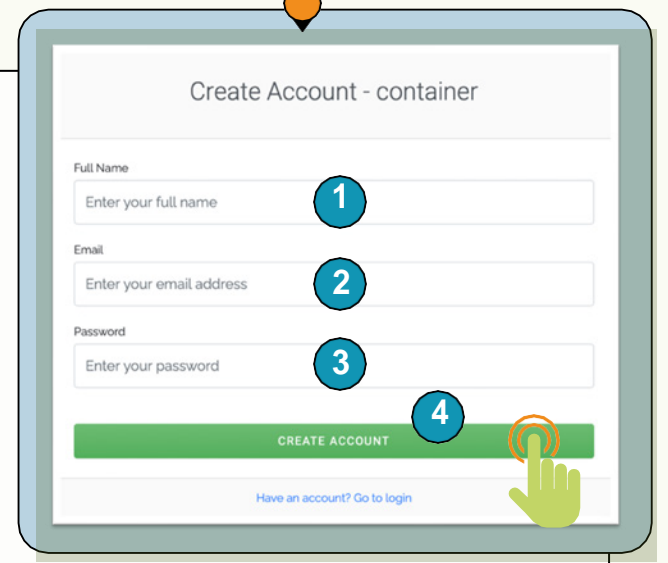 Create Account - container
Full Name
Enter your full name
1
Email
Enter your email address
2
Password
Enter your password
3
4
CREATE ACCOUNT
Have an account? Go to login